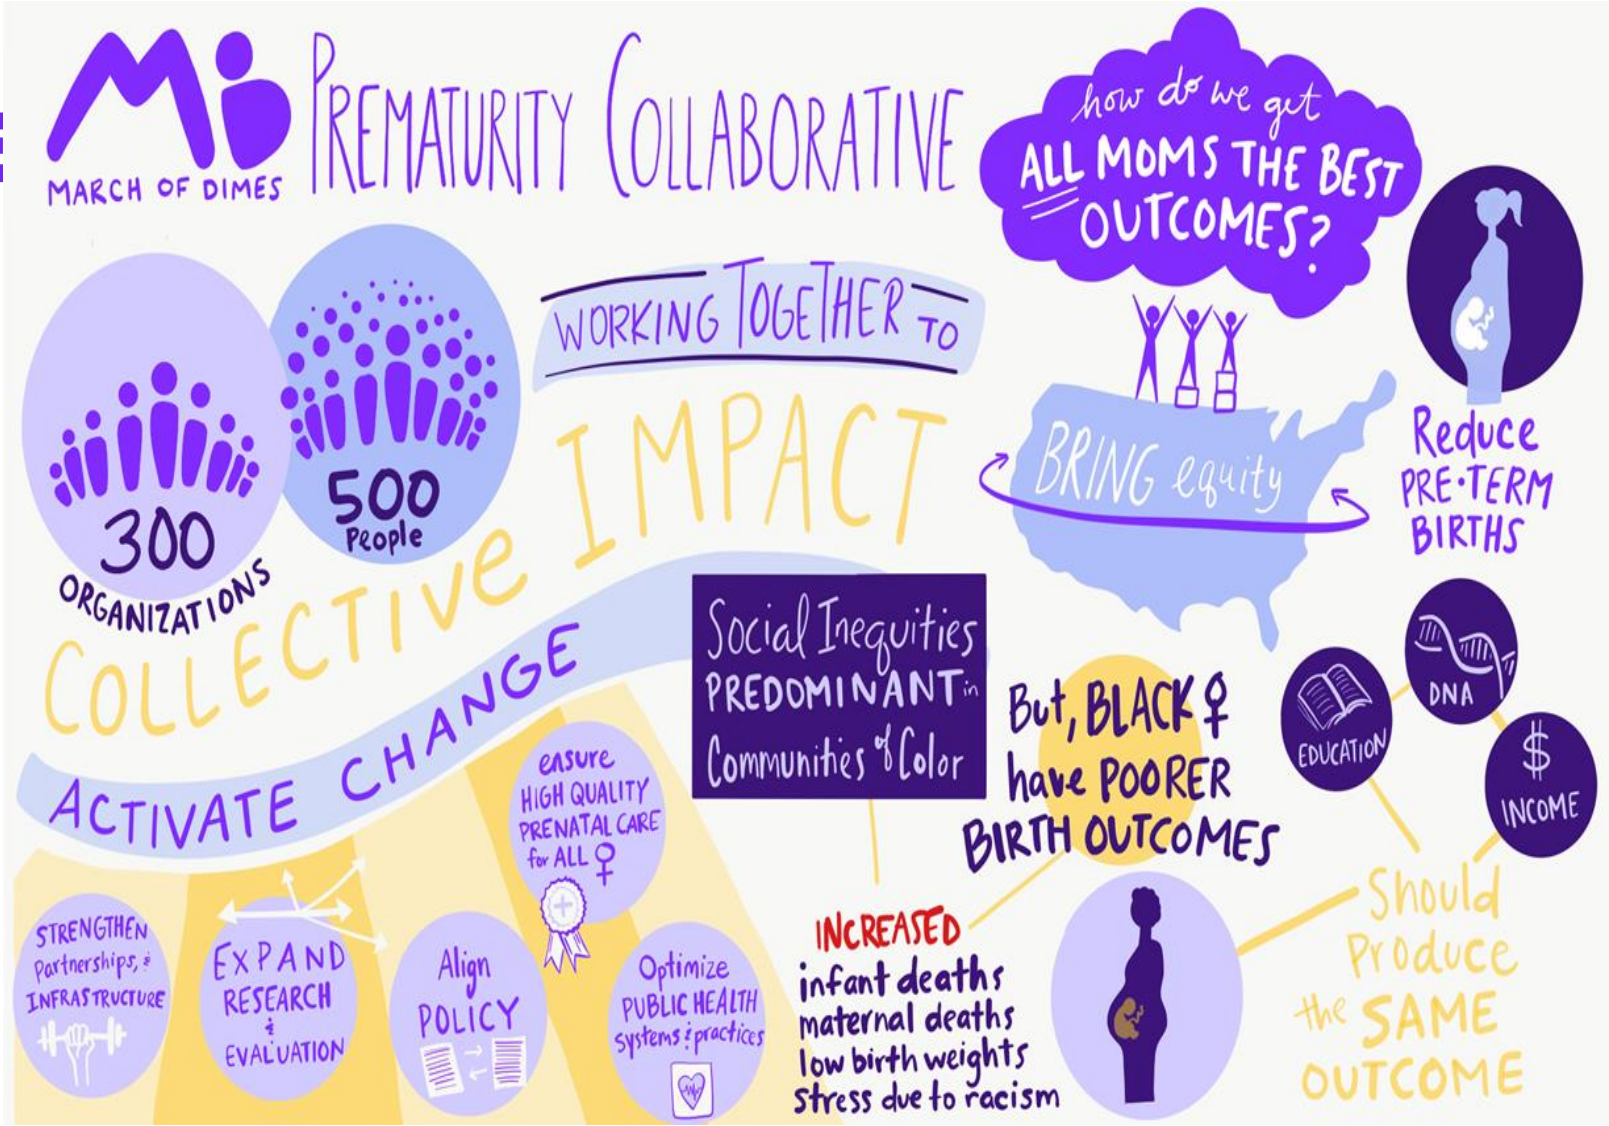 MARCH OF DIMES
PREMATURITY COLLABORATIVE
how do we get
ALL MOMS THE BEST
OUTCOMES?
300
ORGANIZATIONS
500
People
WORKING TOGETHER TO
COLLECTIVE IMPACT
BRING equity
Reduce
PRE-TERM
BIRTHS
ACTIVATE CHANGE
STRENGTHEN
Partnerships, &
INFRASTRUCTURE
EXPAND
RESEARCH
&
EVALUATION
Align
POLICY
ensure
HIGH QUALITY
PRENATAL CARE
for ALL ♀
Optimize
PUBLIC HEALTH
systems & practices
Social Inequities
PREDOMINANT in
Communities of Color
But, BLACK ♀
have POORER
BIRTH OUTCOMES
INCREASED
infant deaths
maternal deaths
low birth weights
Stress due to racism
EDUCATION
DNA
$
INCOME
Should
Produce
the SAME
OUTCOME